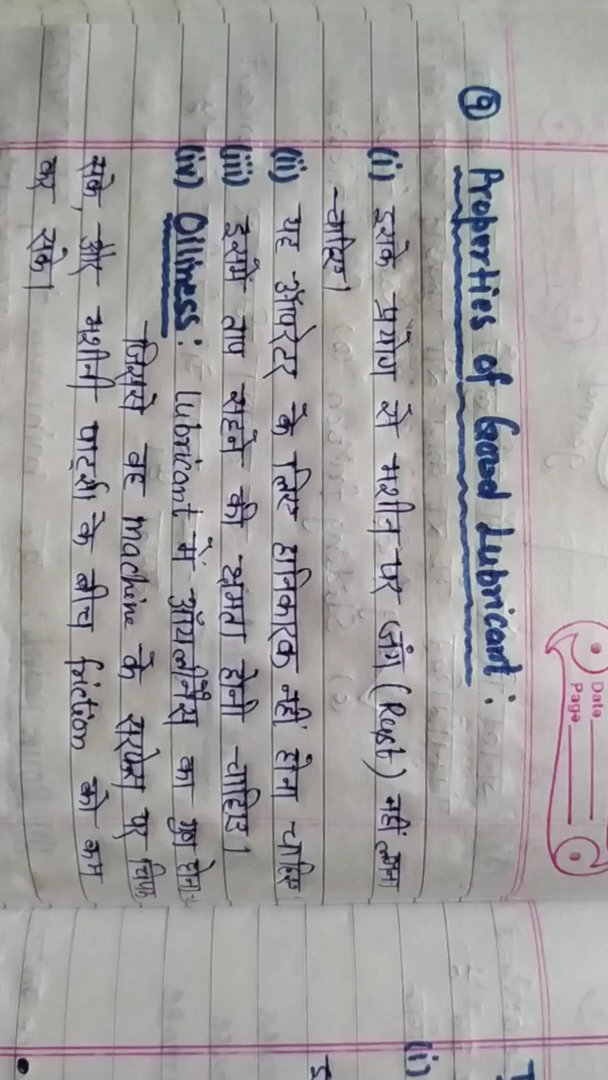 Date
Page
9 Properties of Good Lubricant:
(i) इसके प्रयोग से मशीन पर जंग (Rust) नहीं लगना
चाहिए।
(ii) यह ऑपरेटर के लिए हानिकारक नहीं होना चाहिए
(iii) इसमें ताप सहने की क्षमता होनी चाहिए।
(iv) Oiliness: lubricant में ऑयलीनैस का गुण होना
जिससे वह machine के सरफेस पर चिपक
सके, और मशीनी पार्ट्स के बीच friction को कम
कर सके।
(i)